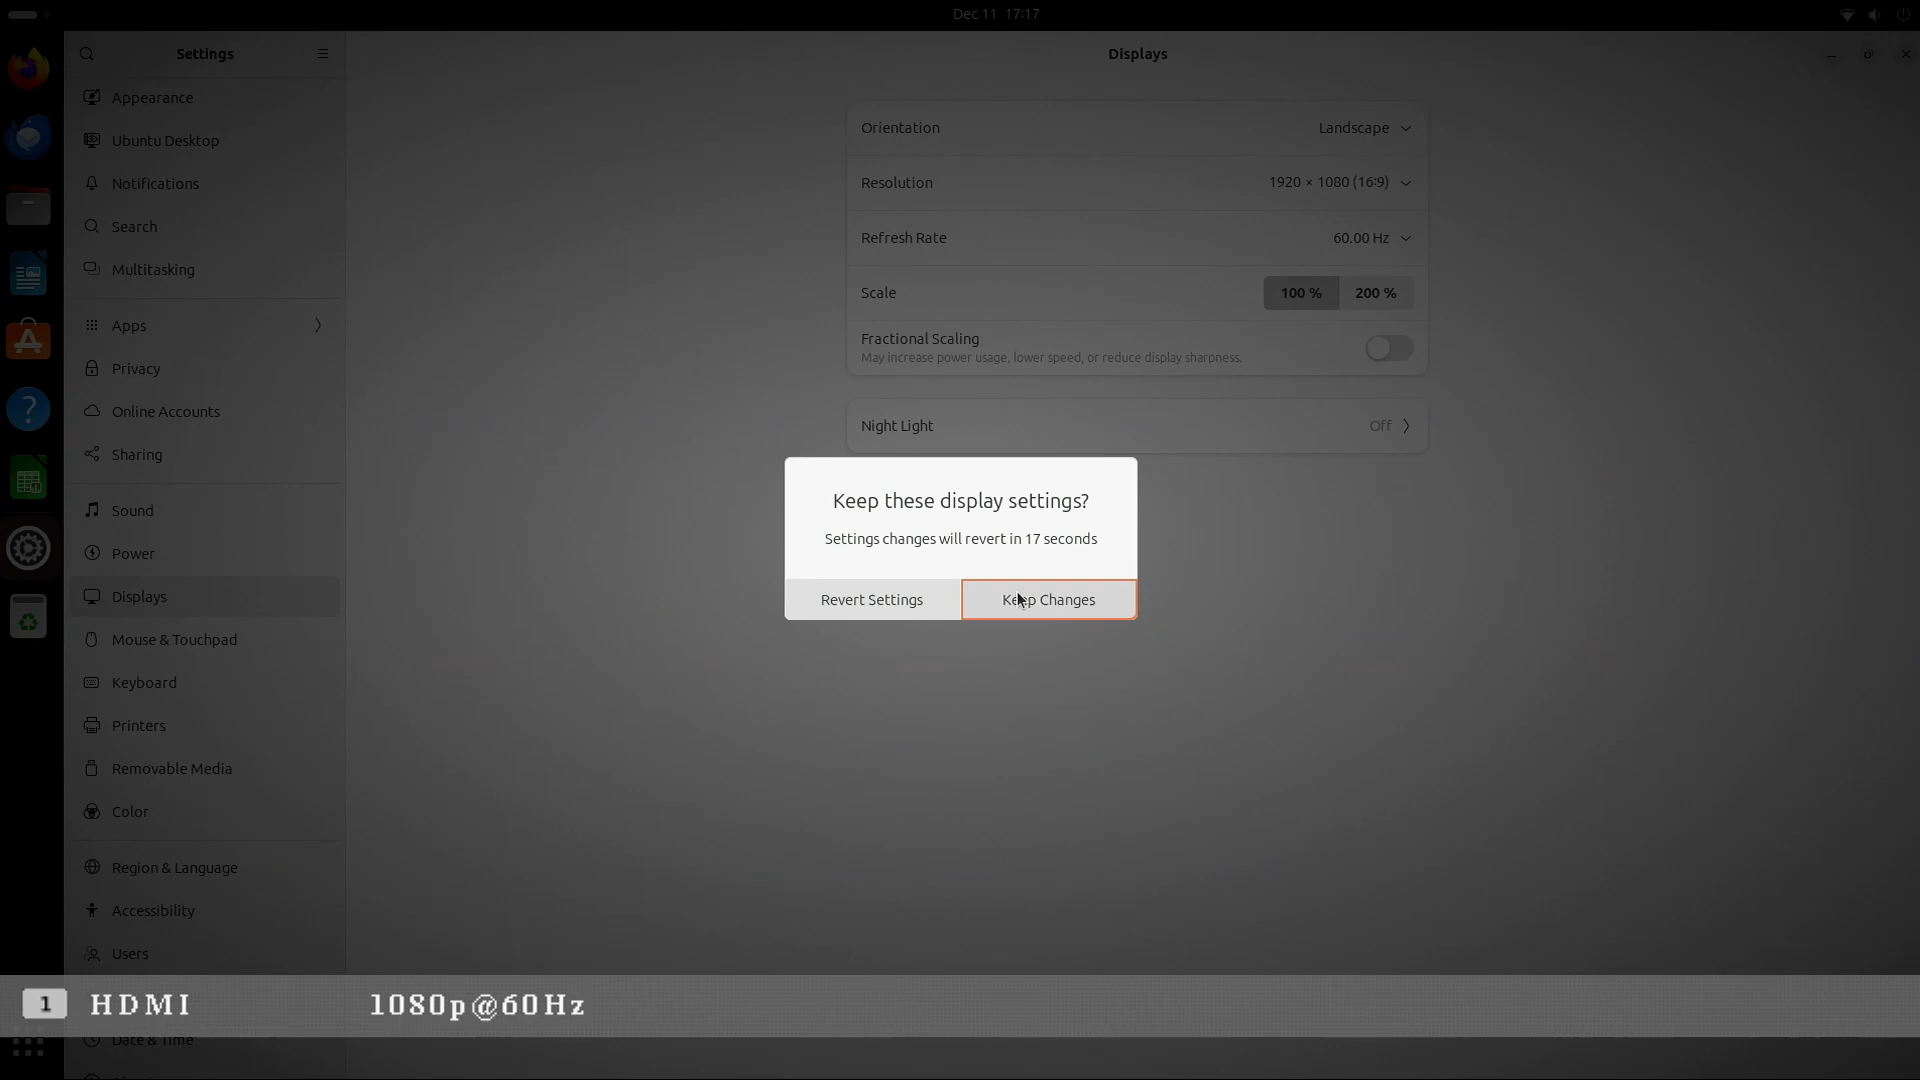 Dec 11 17:17
Settings
Displays
Appearance
Ubuntu Desktop
Notifications
Search
Multitasking
Apps
Privacy
Online Accounts
Sharing
Sound
Power
Displays
Mouse & Touchpad
Keyboard
Printers
Removable Media
Color
Region & Language
Accessibility
Users
Date & Time
Orientation Landscape
Resolution 1920 × 1080 (16:9)
Refresh Rate 60.00 Hz
Scale 100 % 200 %
Fractional Scaling
May increase power usage, lower speed, or reduce display sharpness.
Night Light Off
Keep these display settings?
Settings changes will revert in 17 seconds
Revert Settings Keep Changes
1 HDMI 1080p@60Hz